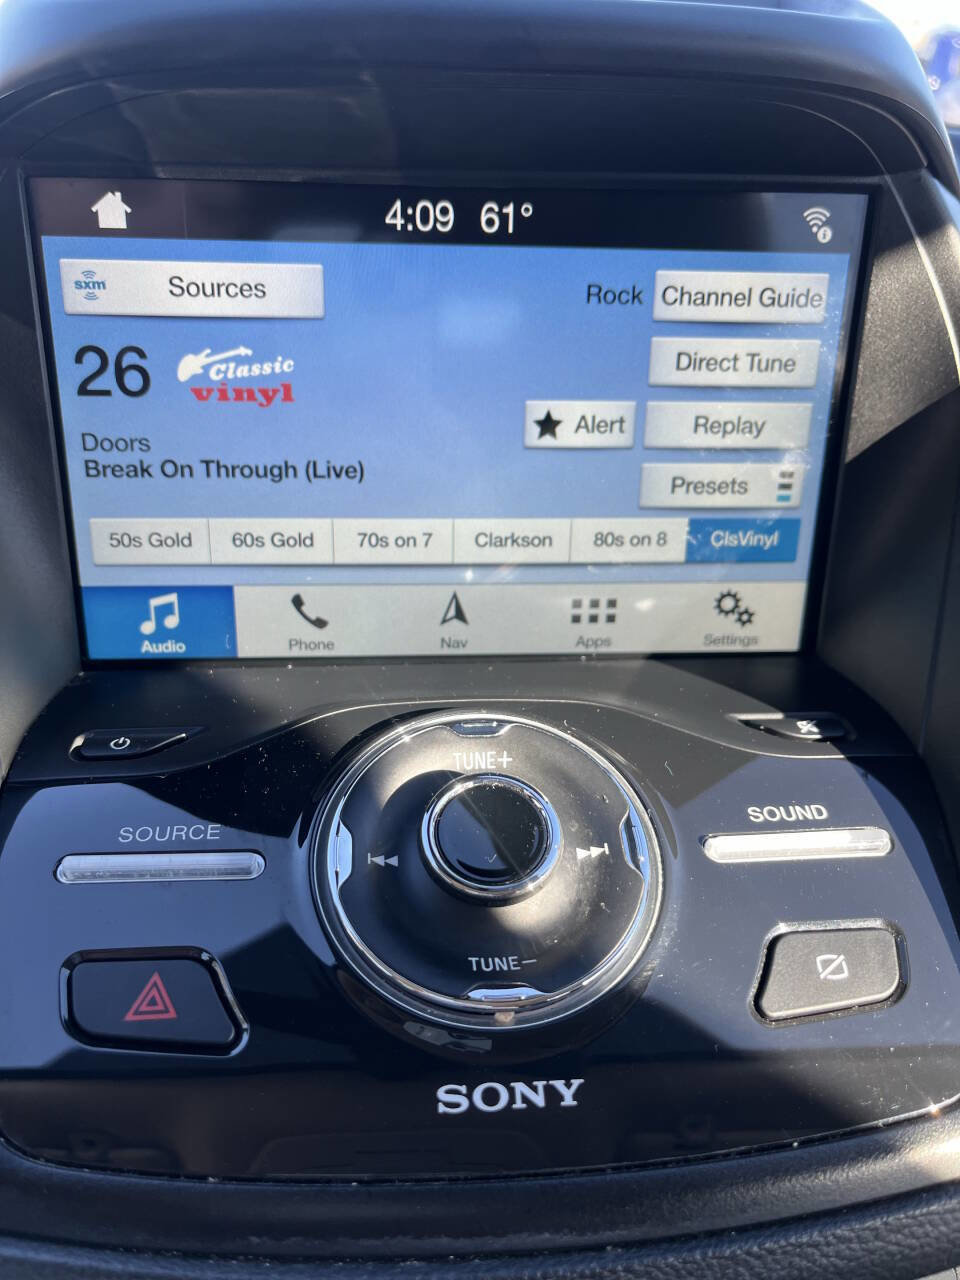 4:09 61°
sxm Sources
Rock Channel Guide
26 Classic vinyl
Direct Tune
Alert Replay
Doors
Break On Through (Live)
Presets
50s Gold 60s Gold 70s on 7 Clarkson 80s on 8 ClsVinyl
Audio Phone Nav Apps Settings
TUNE+
SOURCE
SOUND
TUNE-
SONY